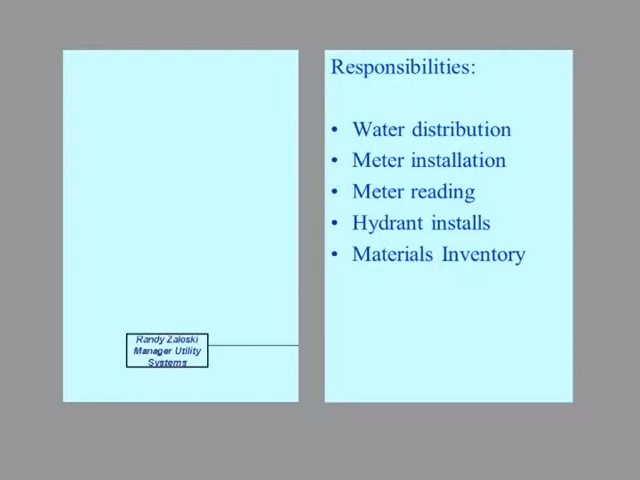 Responsibilities:
• Water distribution
• Meter installation
• Meter reading
• Hydrant installs
• Materials Inventory
Randy Zaloski
Manager Utility
Systems